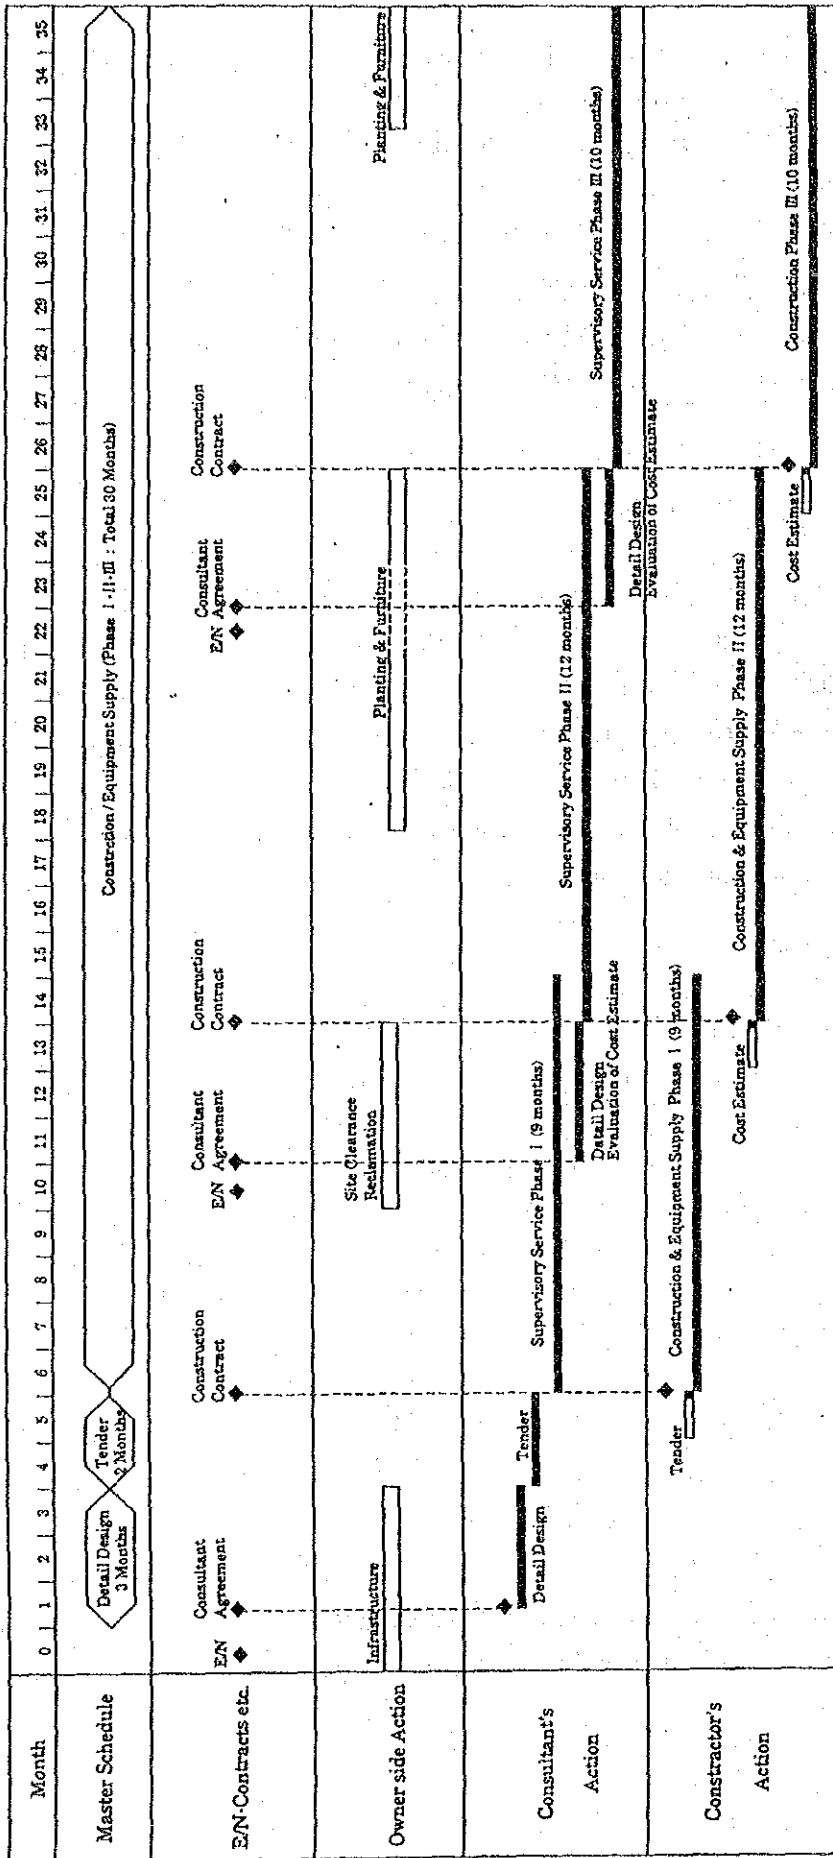 Month
0 | 1 | 2 | 3 | 4 | 5 | 6 | 7 | 8 | 9 | 10 | 11 | 12 | 13 | 14 | 15 | 16 | 17 | 18 | 19 | 20 | 21 | 22 | 23 | 24 | 25 | 26 | 27 | 28 | 29 | 30 | 31 | 32 | 33 | 34 | 35
Master Schedule
Detail Design
3 Months
Tender
2 Months
Constrction/Equipment Supply (Phase I·II·III : Total 30 Months)
E/N·Contracts etc.
E/N
Consultant
Agreement
Construction
Contract
E/N
Consultant
Agreement
Construction
Contract
E/N
Consultant
Agreement
Construction
Contract
Owner side Action
Infrastructure
Site Clearance
Reclamation
Planting & Furniture
Planting & Furniture
Consultant's
Action
Detail Design
Tender
Supervisory Service Phase I (9 months)
Datail Design
Evaluation of Cost Estimate
Supervisory Service Phase II (12 months)
Detail Design
Evaluation of Cost Estimate
Supervisory Service Phase III (10 months)
Constractor's
Action
Tender
Construction & Equipment Supply Phase I (9 months)
Cost Estimate
Construction & Equipment Supply Phase II (12 months)
Cost Estimate
Construction Phase III (10 months)